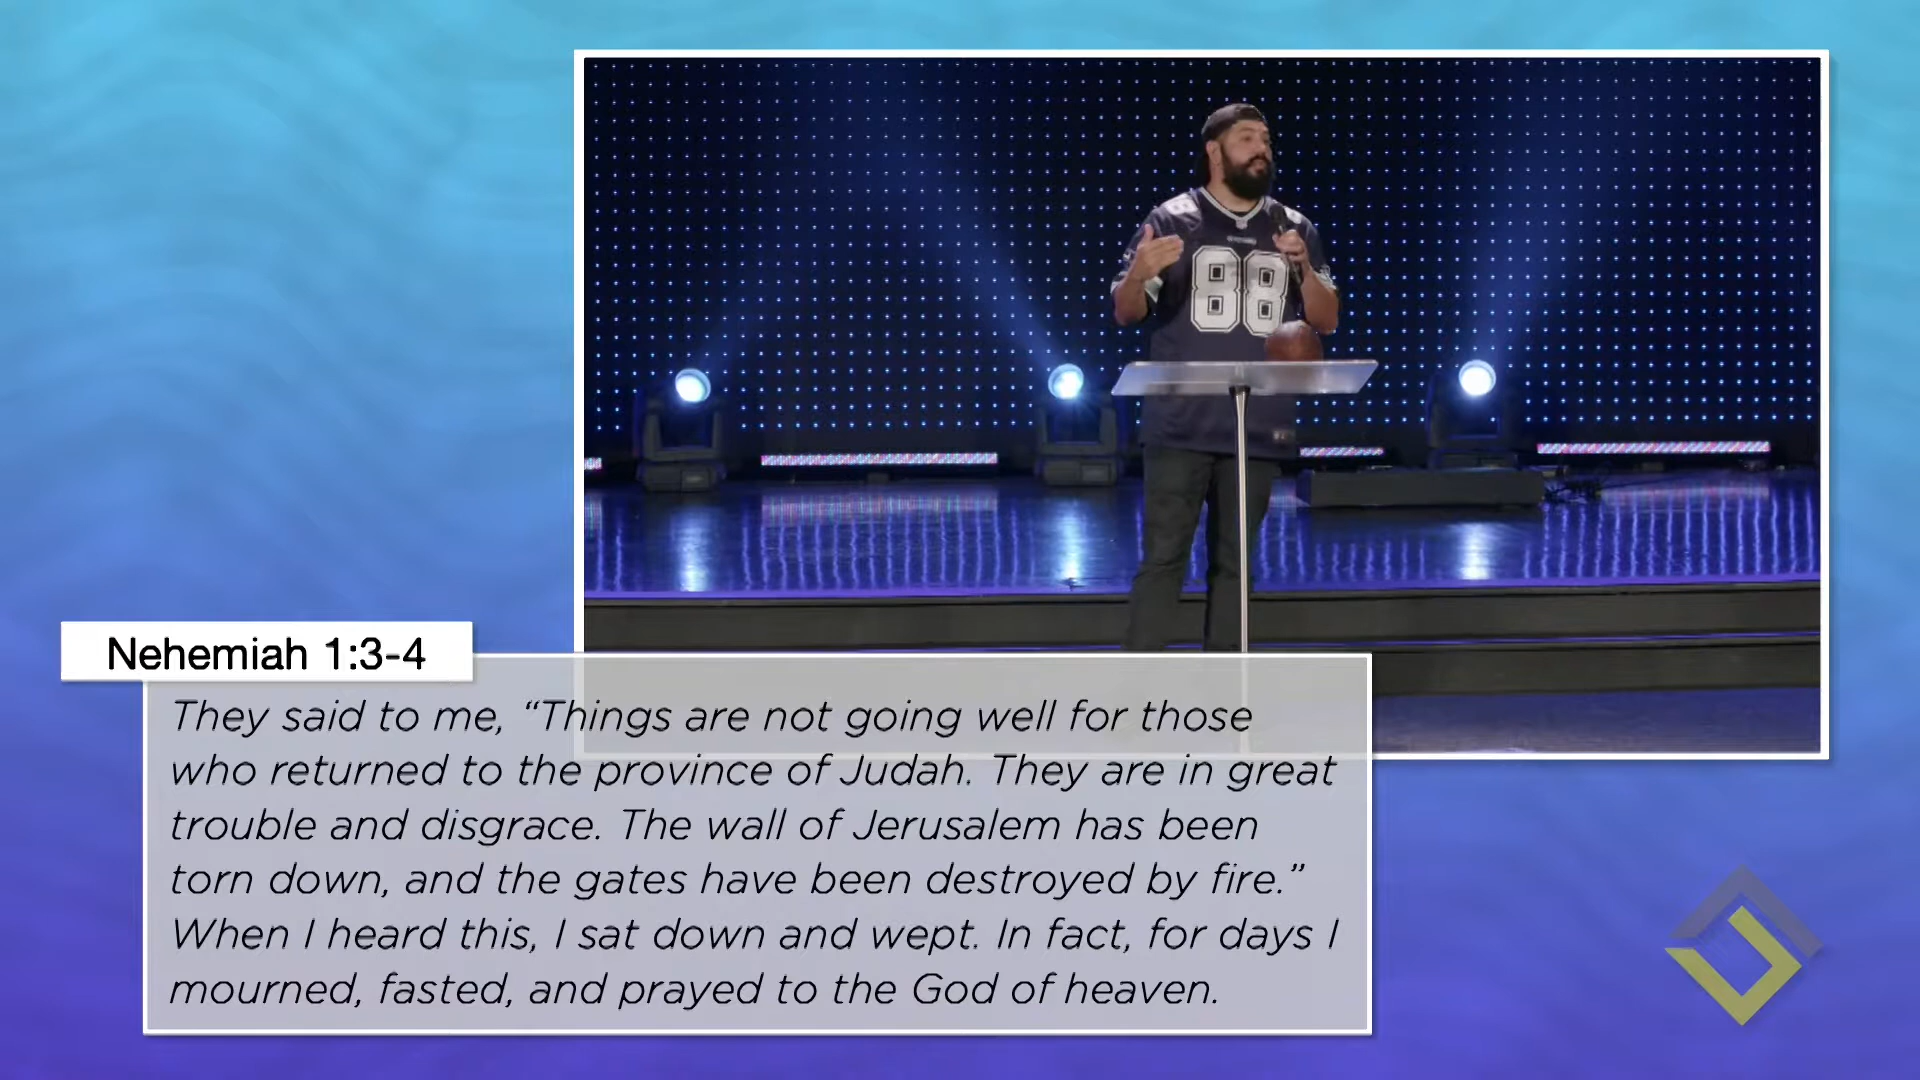 88
Nehemiah 1:3-4
They said to me, “Things are not going well for those
who returned to the province of Judah. They are in great
trouble and disgrace. The wall of Jerusalem has been
torn down, and the gates have been destroyed by fire.”
When I heard this, I sat down and wept. In fact, for days I
mourned, fasted, and prayed to the God of heaven.